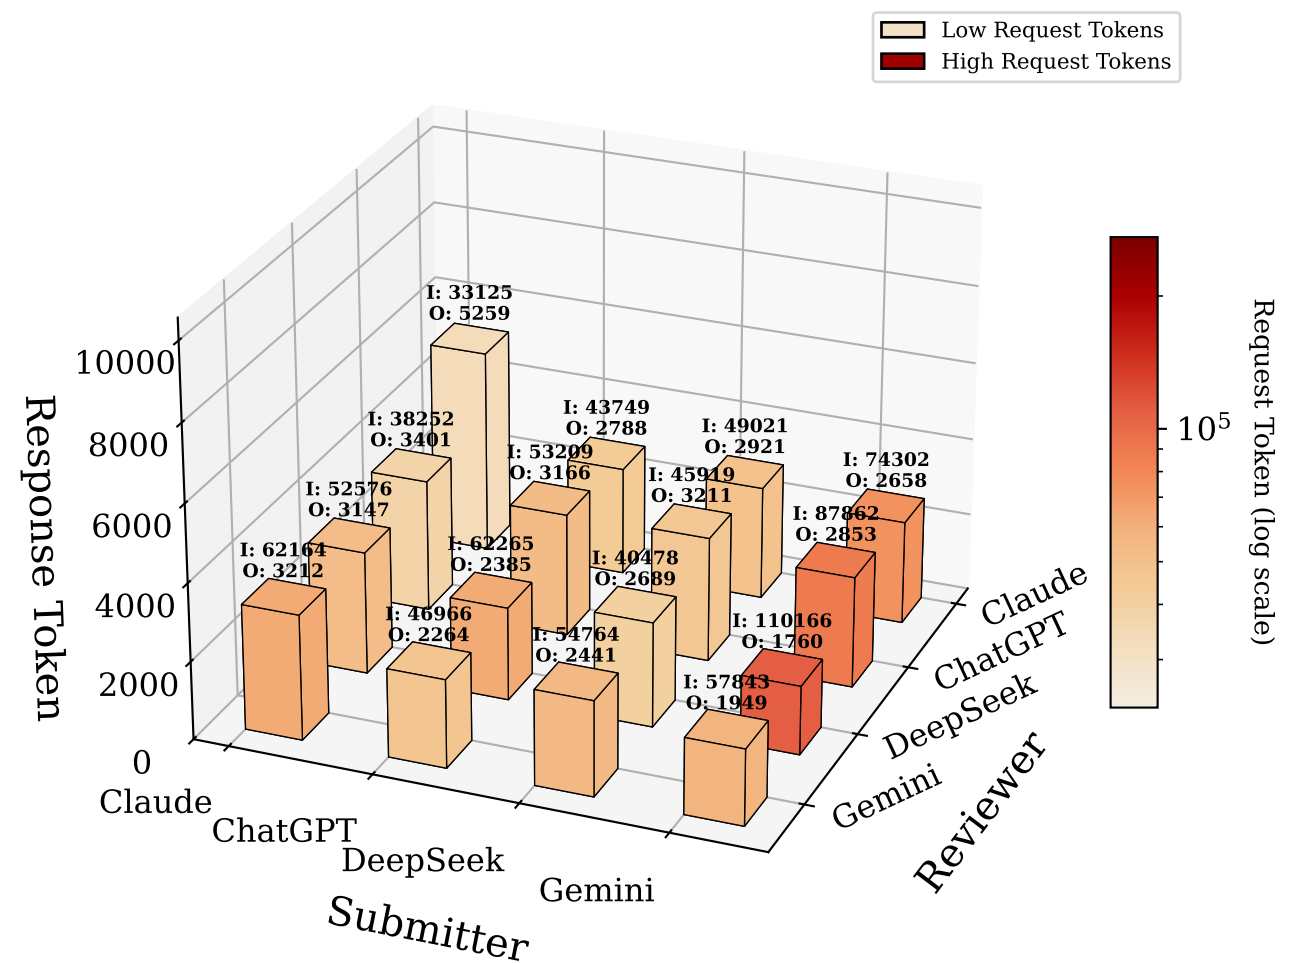 Low Request Tokens
High Request Tokens
I: 33125
O: 5259
I: 43749
O: 2788
I: 49021
O: 2921
I: 74302
O: 2658
I: 38252
O: 3401
I: 53209
O: 3166
I: 45919
O: 3211
I: 87862
O: 2853
I: 52576
O: 3147
I: 62265
O: 2385
I: 40478
O: 2689
I: 110166
O: 1760
I: 62164
O: 3212
I: 46966
O: 2264
I: 54764
O: 2441
I: 57843
O: 1949
10000
8000
6000
4000
2000
0
Response Token
Claude
ChatGPT
DeepSeek
Gemini
Submitter
Claude
ChatGPT
DeepSeek
Gemini
Reviewer
10⁵
Request Token (log scale)